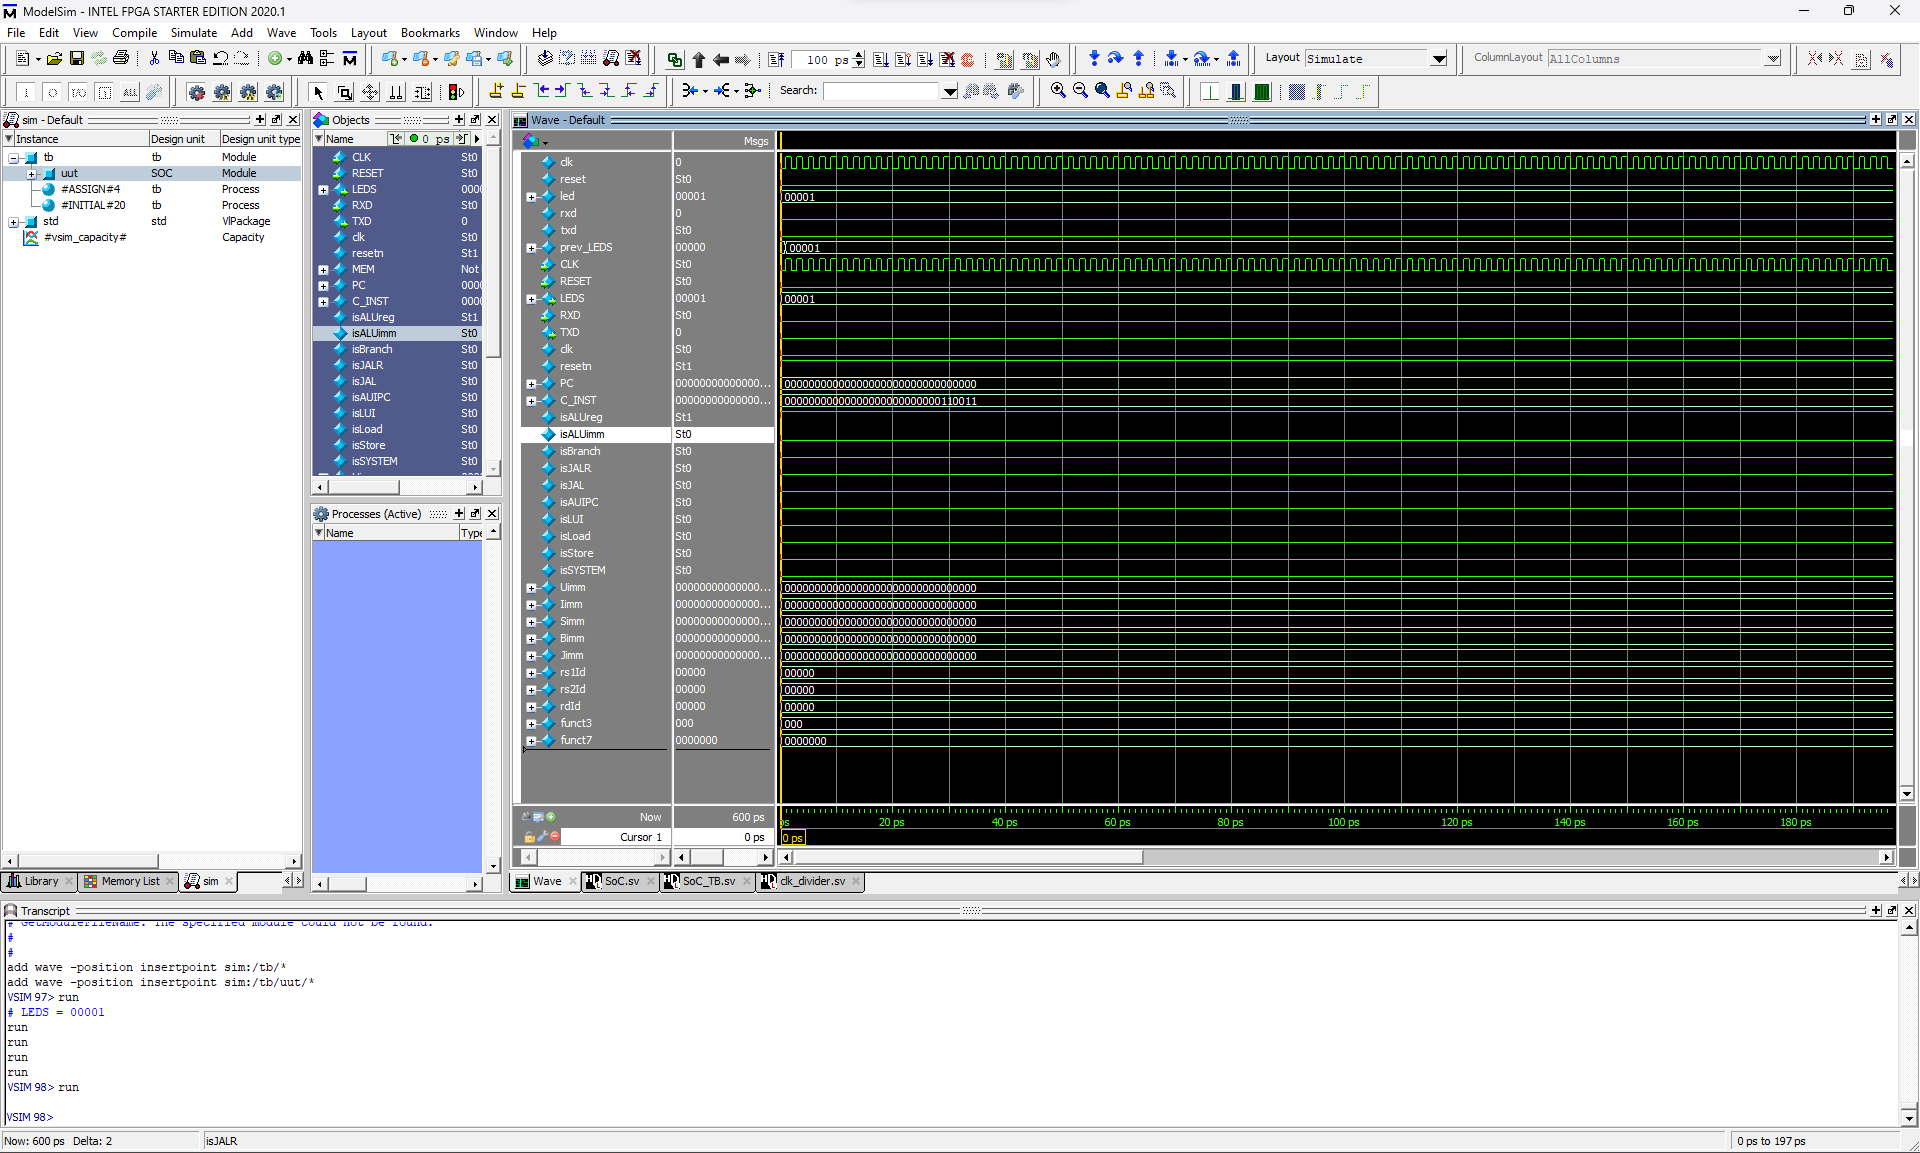 ModelSim - INTEL FPGA STARTER EDITION 2020.1
File Edit View Compile Simulate Add Wave Tools Layout Bookmarks Window Help
100 ps
Layout Simulate
ColumnLayout AllColumns
Search:
sim - Default
Instance Design unit Design unit type
tb tb Module
uut SOC Module
#ASSIGN#4 tb Process
#INITIAL#20 tb Process
std std VlPackage
#vsim_capacity# Capacity
Library Memory List sim
Objects
Name 0 ps
CLK St0
RESET St0
LEDS 000
RXD St0
TXD 0
clk St0
resetn St1
MEM Not
PC 000
C_INST 000
isALUreg St1
isALUimm St0
isBranch St0
isJALR St0
isJAL St0
isAUIPC St0
isLUI St0
isLoad St0
isStore St0
isSYSTEM St0
Processes (Active)
Name Type
Wave - Default
Msgs
clk 0
reset St0
led 00001 00001
rxd 0
txd St0
prev_LEDS 00000 00001
CLK St0
RESET St0
LEDS 00001 00001
RXD St0
TXD 0
clk St0
resetn St1
PC 00000000000000... 00000000000000000000000000000000
C_INST 00000000000000... 00000000000000000000000000110011
isALUreg St1
isALUimm St0
isBranch St0
isJALR St0
isJAL St0
isAUIPC St0
isLUI St0
isLoad St0
isStore St0
isSYSTEM St0
Uimm 00000000000000... 00000000000000000000000000000000
Iimm 00000000000000... 00000000000000000000000000000000
Simm 00000000000000... 00000000000000000000000000000000
Bimm 00000000000000... 00000000000000000000000000000000
Jimm 00000000000000... 00000000000000000000000000000000
rs1Id 00000 00000
rs2Id 00000 00000
rdId 00000 00000
funct3 000 000
funct7 0000000 0000000
Now 600 ps
20 ps 40 ps 60 ps 80 ps 100 ps 120 ps 140 ps 160 ps 180 ps
Cursor 1 0 ps 0 ps
Wave SoC.sv SoC_TB.sv clk_divider.sv
Transcript
# GetModuleFileName: The specified module could not be found.
#
#
add wave -position insertpoint sim:/tb/*
add wave -position insertpoint sim:/tb/uut/*
VSIM 97> run
# LEDS = 00001
run
run
run
run
VSIM 98> run
VSIM 98>
Now: 600 ps Delta: 2 isJALR 0 ps to 197 ps